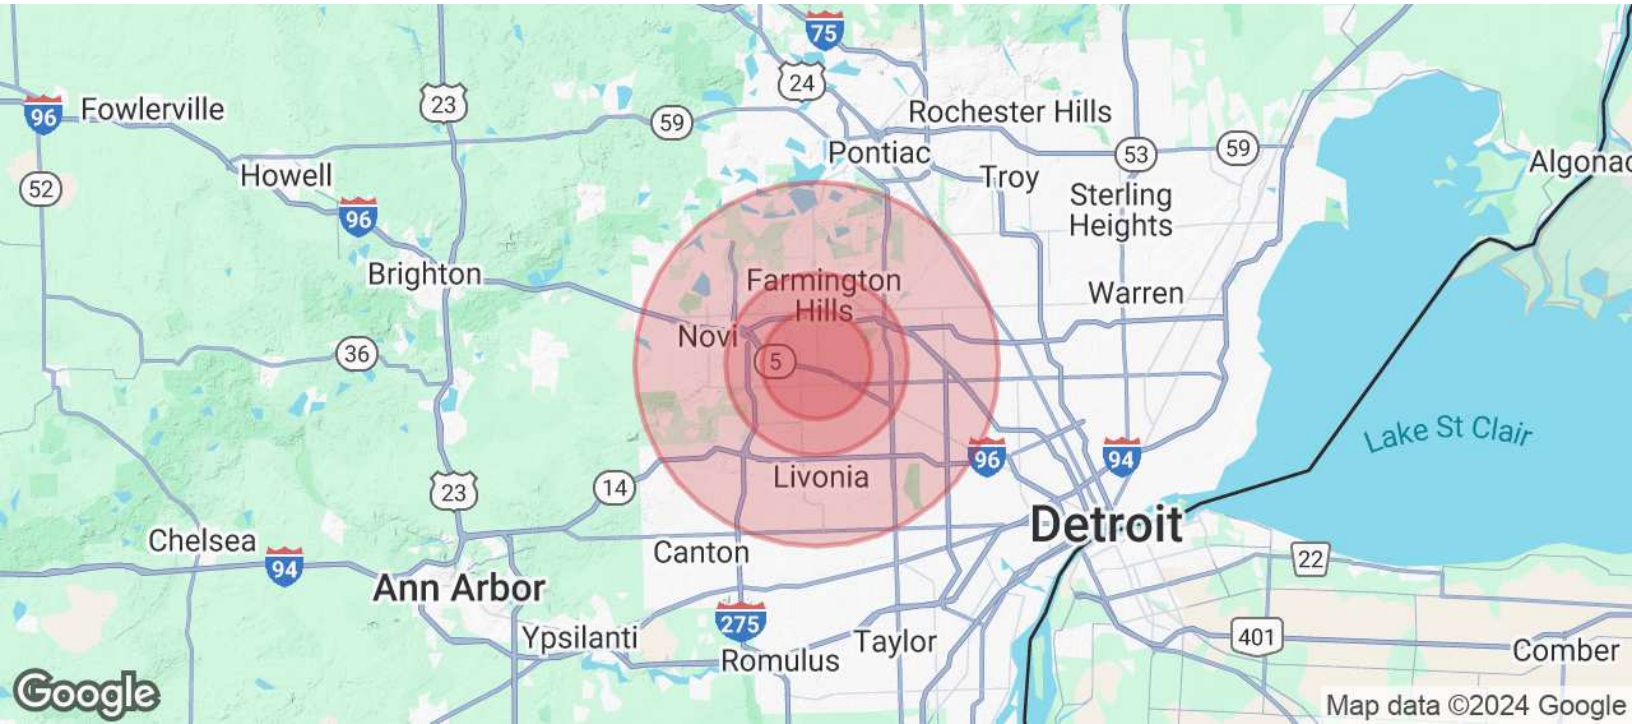 75
24
23
96
Fowlerville
59
Rochester Hills
53
59
Pontiac
Algonac
Howell
Troy
52
Sterling
Heights
96
Brighton
Farmington
Hills
Warren
Novi
36
5
Lake St Clair
96
94
Livonia
23
14
Detroit
Chelsea
Canton
22
94
Ann Arbor
275
401
Ypsilanti
Taylor
Comber
Romulus
Google
Map data ©2024 Google